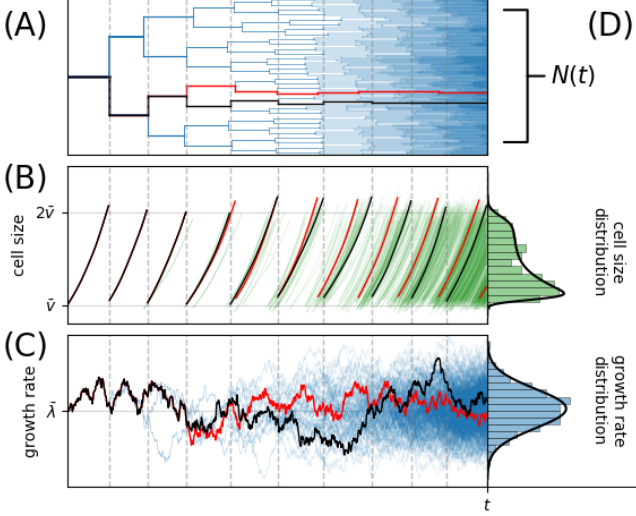 (A)
(D)
N(t)
(B)
2v̄
v̄
cell size
cell size
distribution
(C)
λ̄
growth rate
growth rate
distribution
t